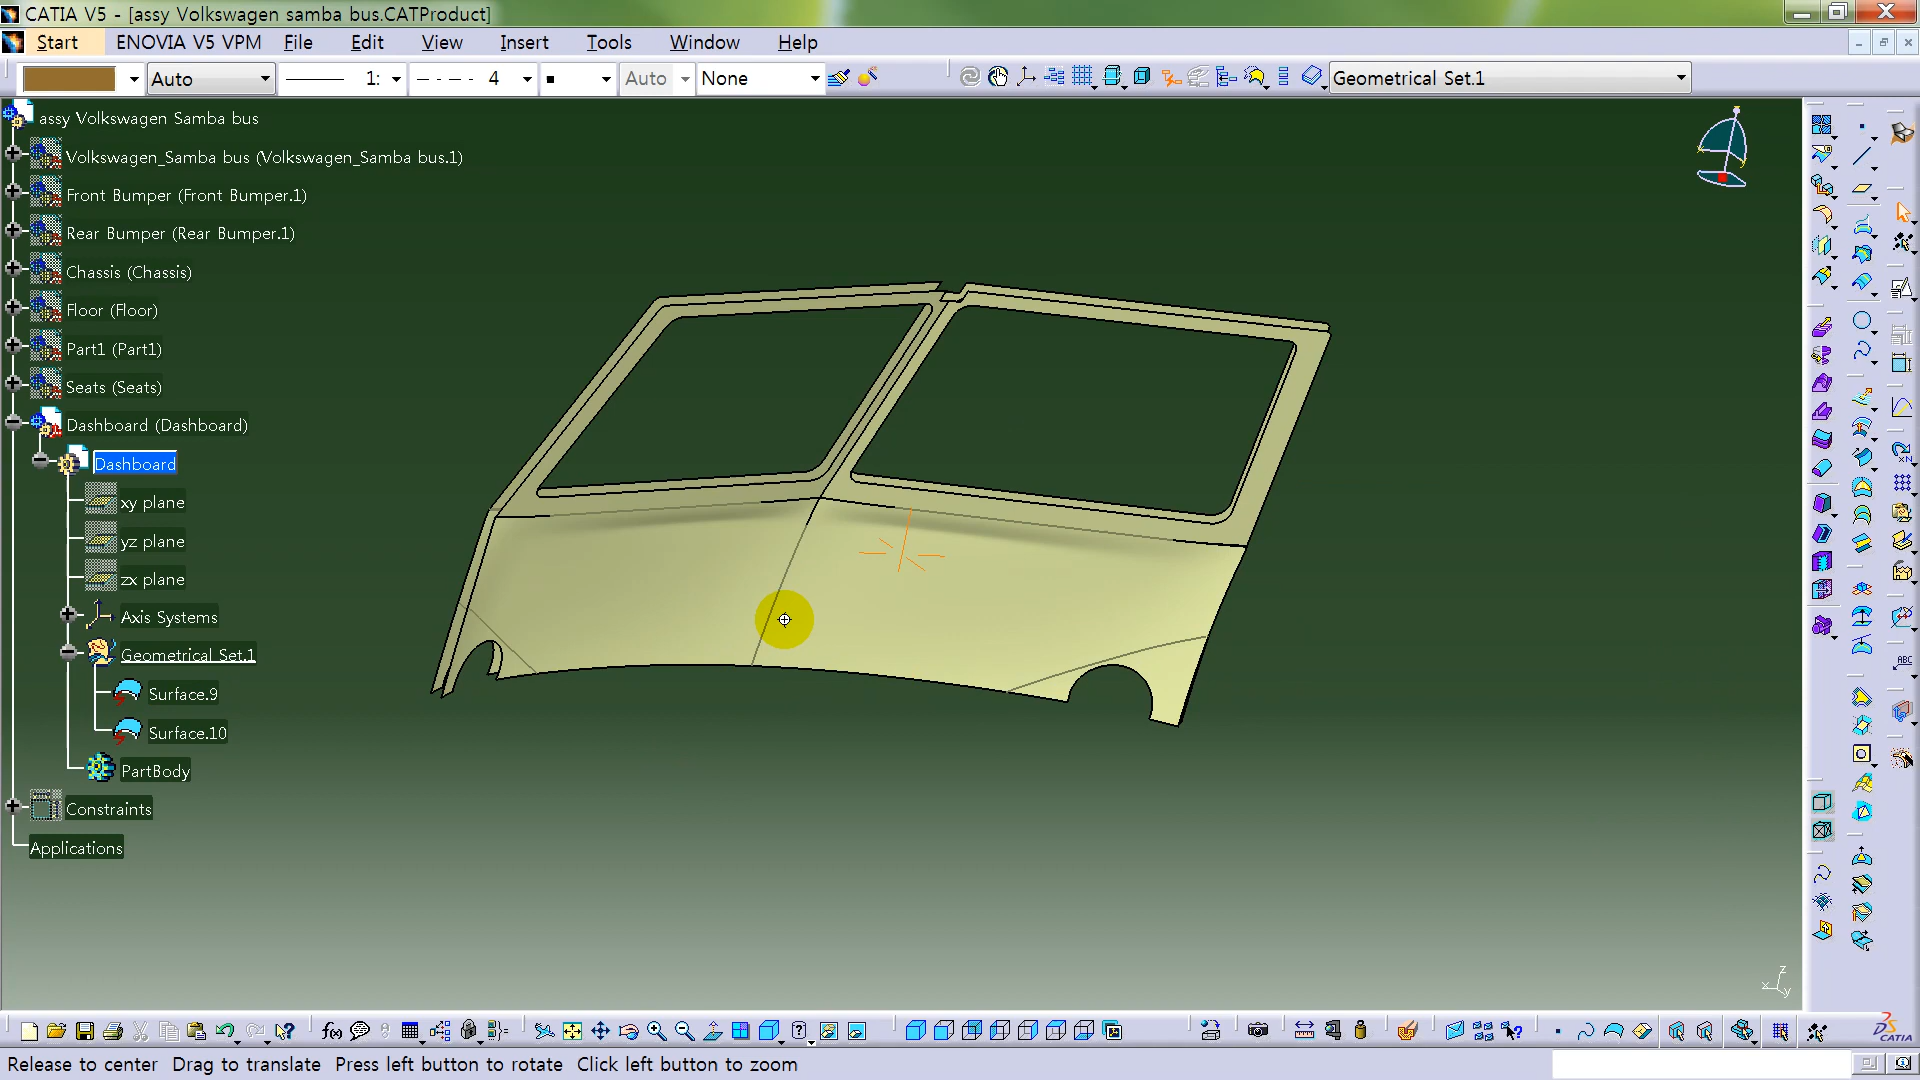 CATIA V5 - [assy Volkswagen samba bus.CATProduct]
Start ENOVIA V5 VPM File Edit View Insert Tools Window Help
Auto 1: 4 Auto None Geometrical Set.1
assy Volkswagen Samba bus
Volkswagen_Samba bus (Volkswagen_Samba bus.1)
Front Bumper (Front Bumper.1)
Rear Bumper (Rear Bumper.1)
Chassis (Chassis)
Floor (Floor)
Part1 (Part1)
Seats (Seats)
Dashboard (Dashboard)
Dashboard
xy plane
yz plane
zx plane
Axis Systems
Geometrical Set.1
Surface.9
Surface.10
PartBody
Constraints
Applications
z
x
y
ABC
f(x)
CATIA
Release to center Drag to translate Press left button to rotate Click left button to zoom